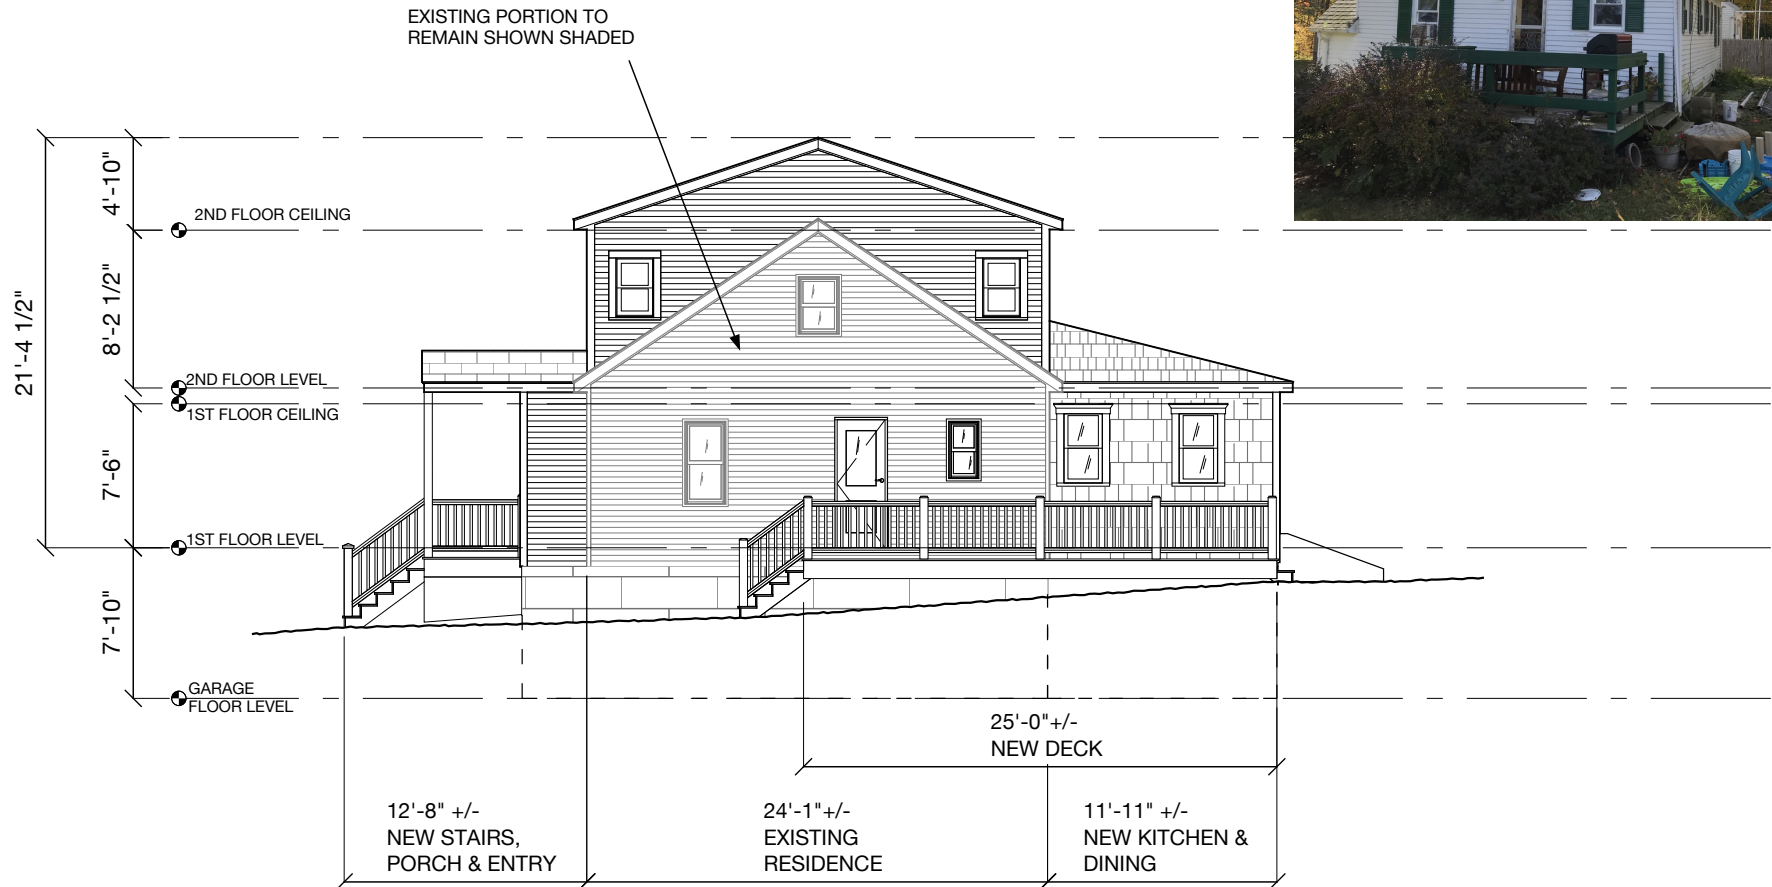 EXISTING PORTION TO
REMAIN SHOWN SHADED
4'-10"
2ND FLOOR CEILING
8'-2 1/2"
21'-4 1/2"
2ND FLOOR LEVEL
1ST FLOOR CEILING
7'-6"
1ST FLOOR LEVEL
7'-10"
GARAGE
FLOOR LEVEL
25'-0"+/-
NEW DECK
12'-8" +/-
NEW STAIRS,
PORCH & ENTRY
24'-1"+/-
EXISTING
RESIDENCE
11'-11" +/-
NEW KITCHEN &
DINING